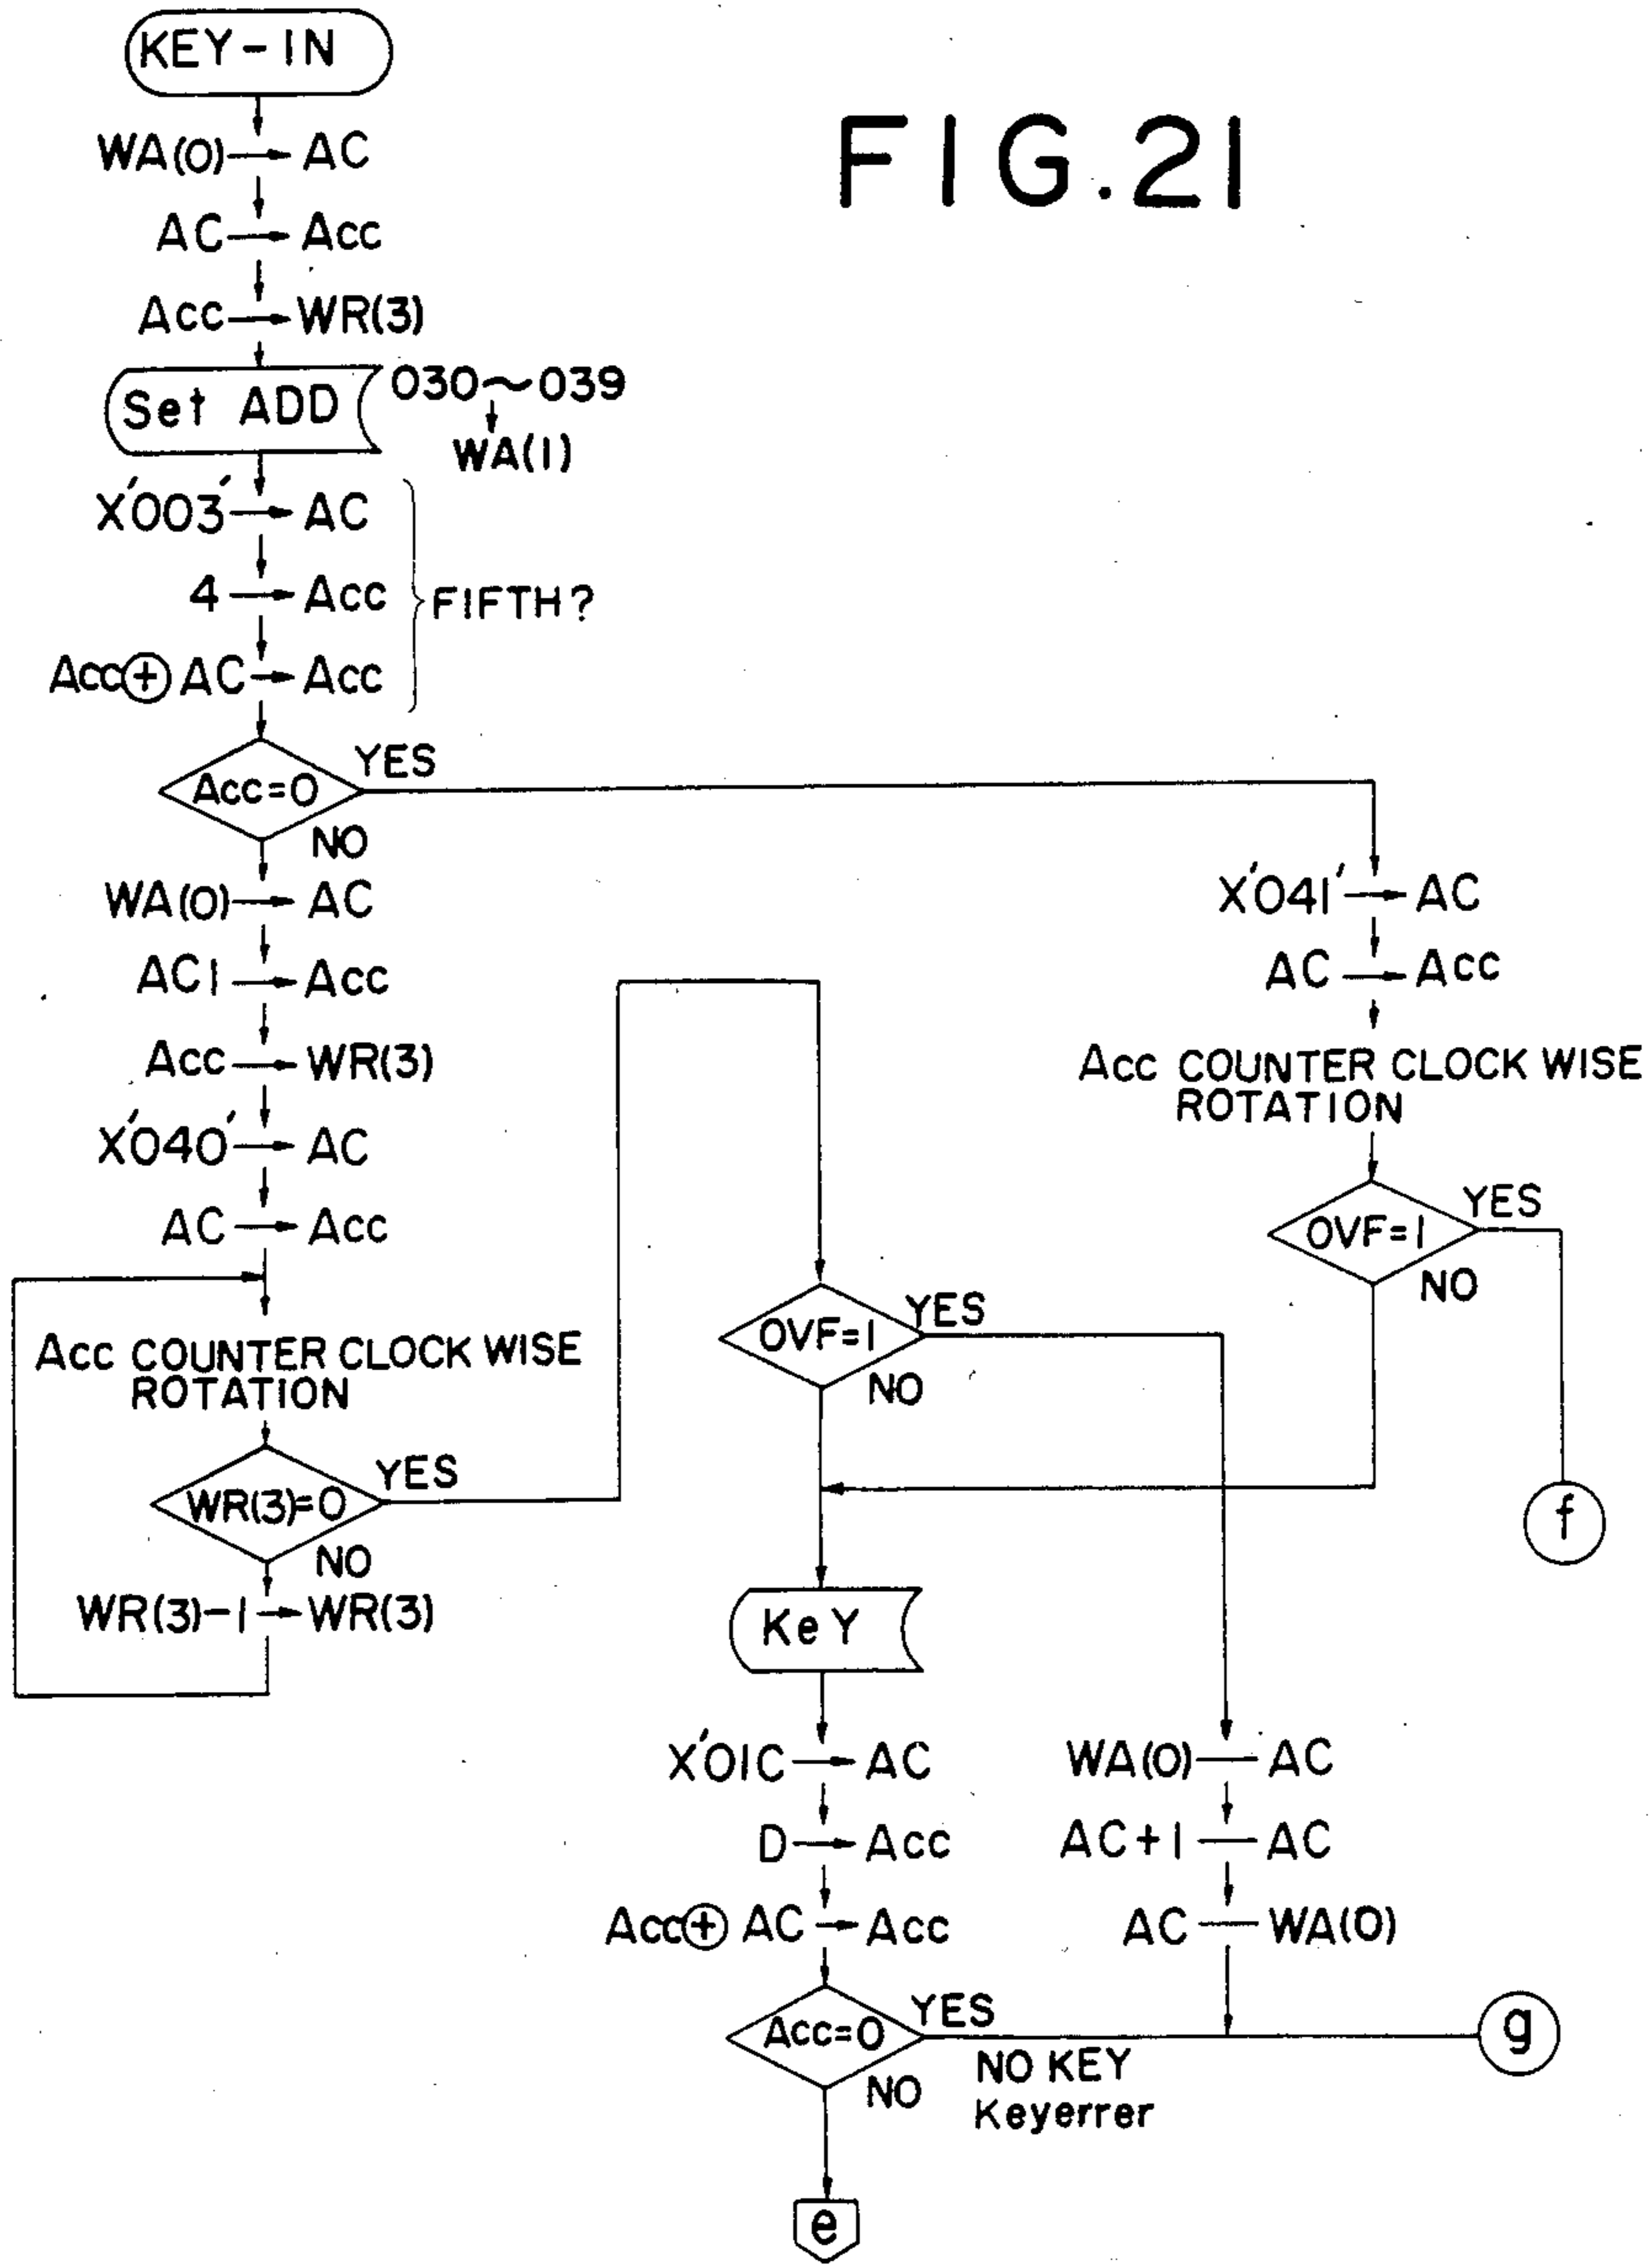 KEY-IN
FIG.21
WA(0)→AC
AC→Acc
Acc→WR(3)
Set ADD
030~039
↓
WA(1)
X'003'→AC
4→Acc
Acc⊕AC→Acc
FIFTH?
Acc=0
YES
NO
WA(0)→AC
AC1→Acc
Acc→WR(3)
X'040'→AC
AC→Acc
Acc COUNTER CLOCK WISE
ROTATION
WR(3)=0
YES
NO
WR(3)-1→WR(3)
X'041'→AC
AC→Acc
Acc COUNTER CLOCK WISE
ROTATION
OVF=1
YES
NO
f
OVF=1
YES
NO
KeY
X'01C→AC
D→Acc
Acc⊕AC→Acc
Acc=0
YES
NO
NO KEY
Keyerrer
WA(0)—AC
AC+1—AC
AC—WA(0)
g
e